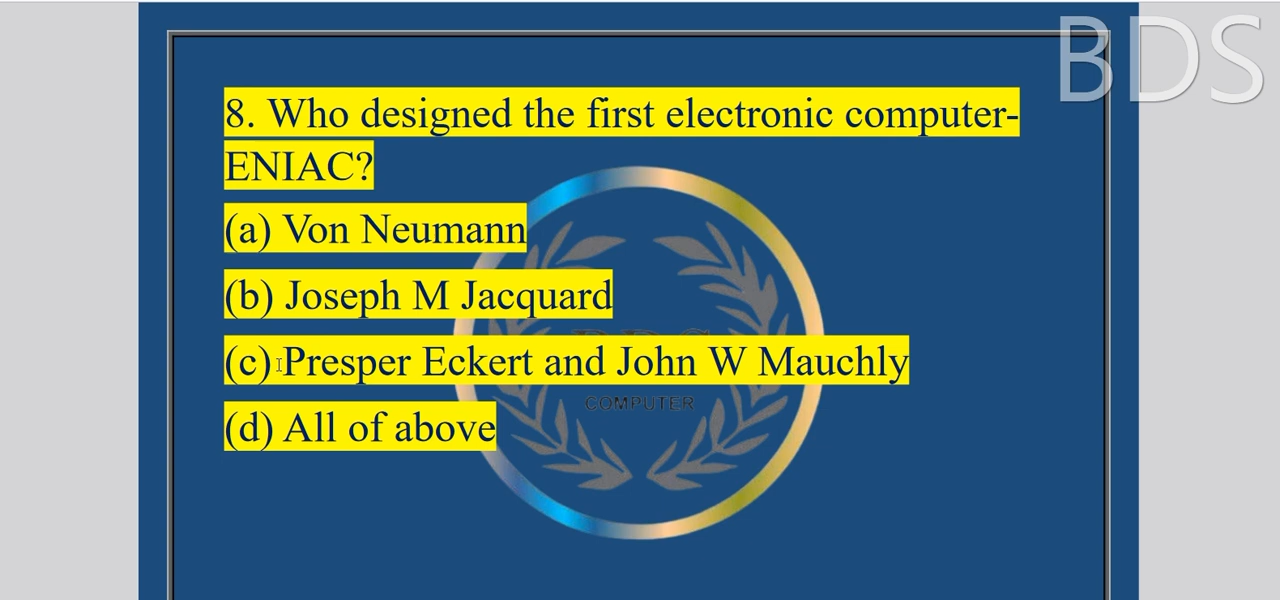 BDS
8. Who designed the first electronic computer-
ENIAC?
(a) Von Neumann
(b) Joseph M Jacquard
(c) Presper Eckert and John W Mauchly
COMPUTER
(d) All of above